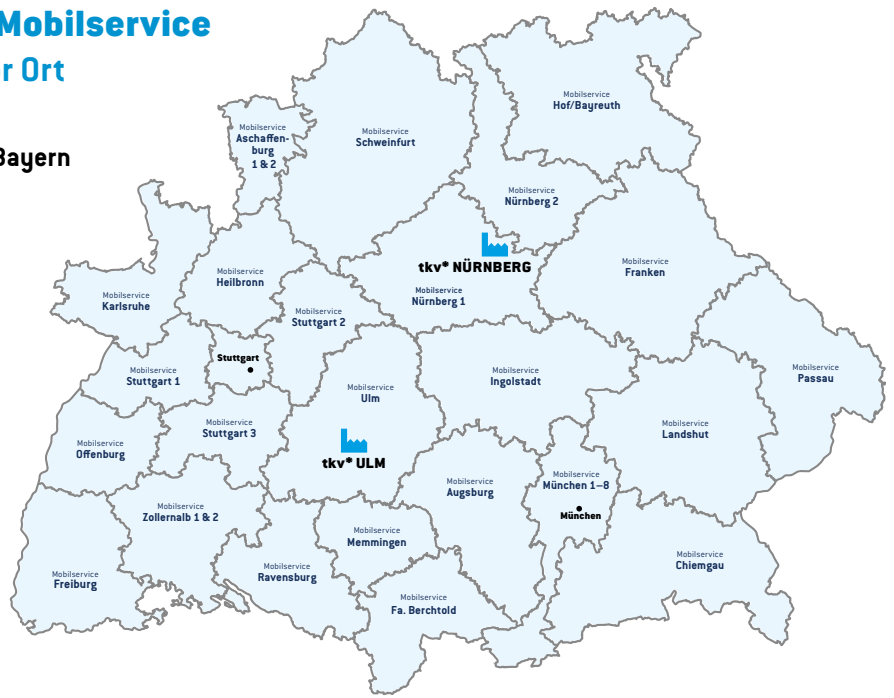 Mobilservice
r Ort
Bayern
Mobilservice
Hof/Bayreuth
Mobilservice
Aschaffen-
burg
1 & 2
Mobilservice
Schweinfurt
Mobilservice
Nürnberg 2
tkv* NÜRNBERG
Mobilservice
Franken
Mobilservice
Heilbronn
Mobilservice
Karlsruhe
Mobilservice
Nürnberg 1
Mobilservice
Stuttgart 2
Stuttgart
Mobilservice
Stuttgart 1
Mobilservice
Ulm
Mobilservice
Ingolstadt
Mobilservice
Passau
Mobilservice
Offenburg
Mobilservice
Stuttgart 3
Mobilservice
Landshut
tkv* ULM
Mobilservice
Augsburg
Mobilservice
München 1–8
München
Mobilservice
Zollernalb 1 & 2
Mobilservice
Memmingen
Mobilservice
Chiemgau
Mobilservice
Freiburg
Mobilservice
Ravensburg
Mobilservice
Fa. Berchtold